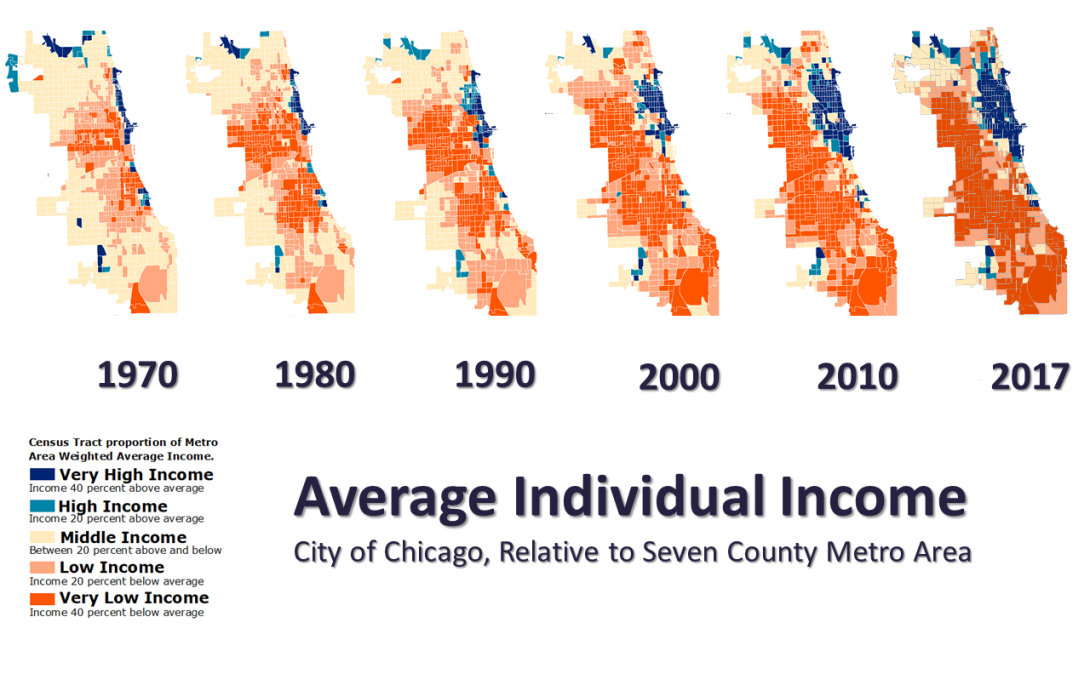 1970
1980
1990
2000
2010
2017
Census Tract proportion of Metro
Area Weighted Average Income.
Very High Income
Income 40 percent above average
High Income
Income 20 percent above average
Middle Income
Between 20 percent above and below
Low Income
Income 20 percent below average
Very Low Income
Income 40 percent below average
Average Individual Income
City of Chicago, Relative to Seven County Metro Area